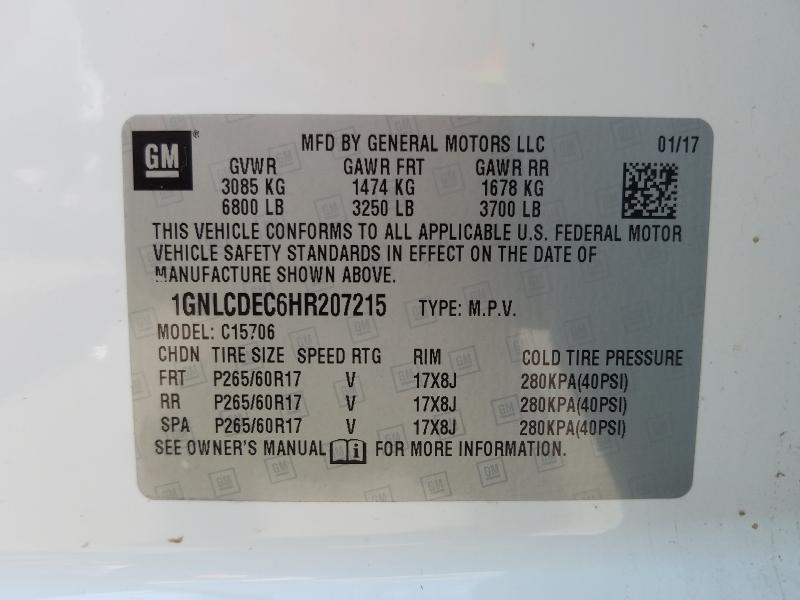 GM® MFD BY GENERAL MOTORS LLC 01/17
GVWR GAWR FRT GAWR RR
3085 KG 1474 KG 1678 KG
6800 LB 3250 LB 3700 LB
THIS VEHICLE CONFORMS TO ALL APPLICABLE U.S. FEDERAL MOTOR
VEHICLE SAFETY STANDARDS IN EFFECT ON THE DATE OF
MANUFACTURE SHOWN ABOVE.
1GNLCDEC6HR207215 TYPE: M.P.V.
MODEL: C15706
CHDN TIRE SIZE SPEED RTG RIM COLD TIRE PRESSURE
FRT P265/60R17 V 17X8J 280KPA(40PSI)
RR P265/60R17 V 17X8J 280KPA(40PSI)
SPA P265/60R17 V 17X8J 280KPA(40PSI)
SEE OWNER'S MANUAL i FOR MORE INFORMATION.